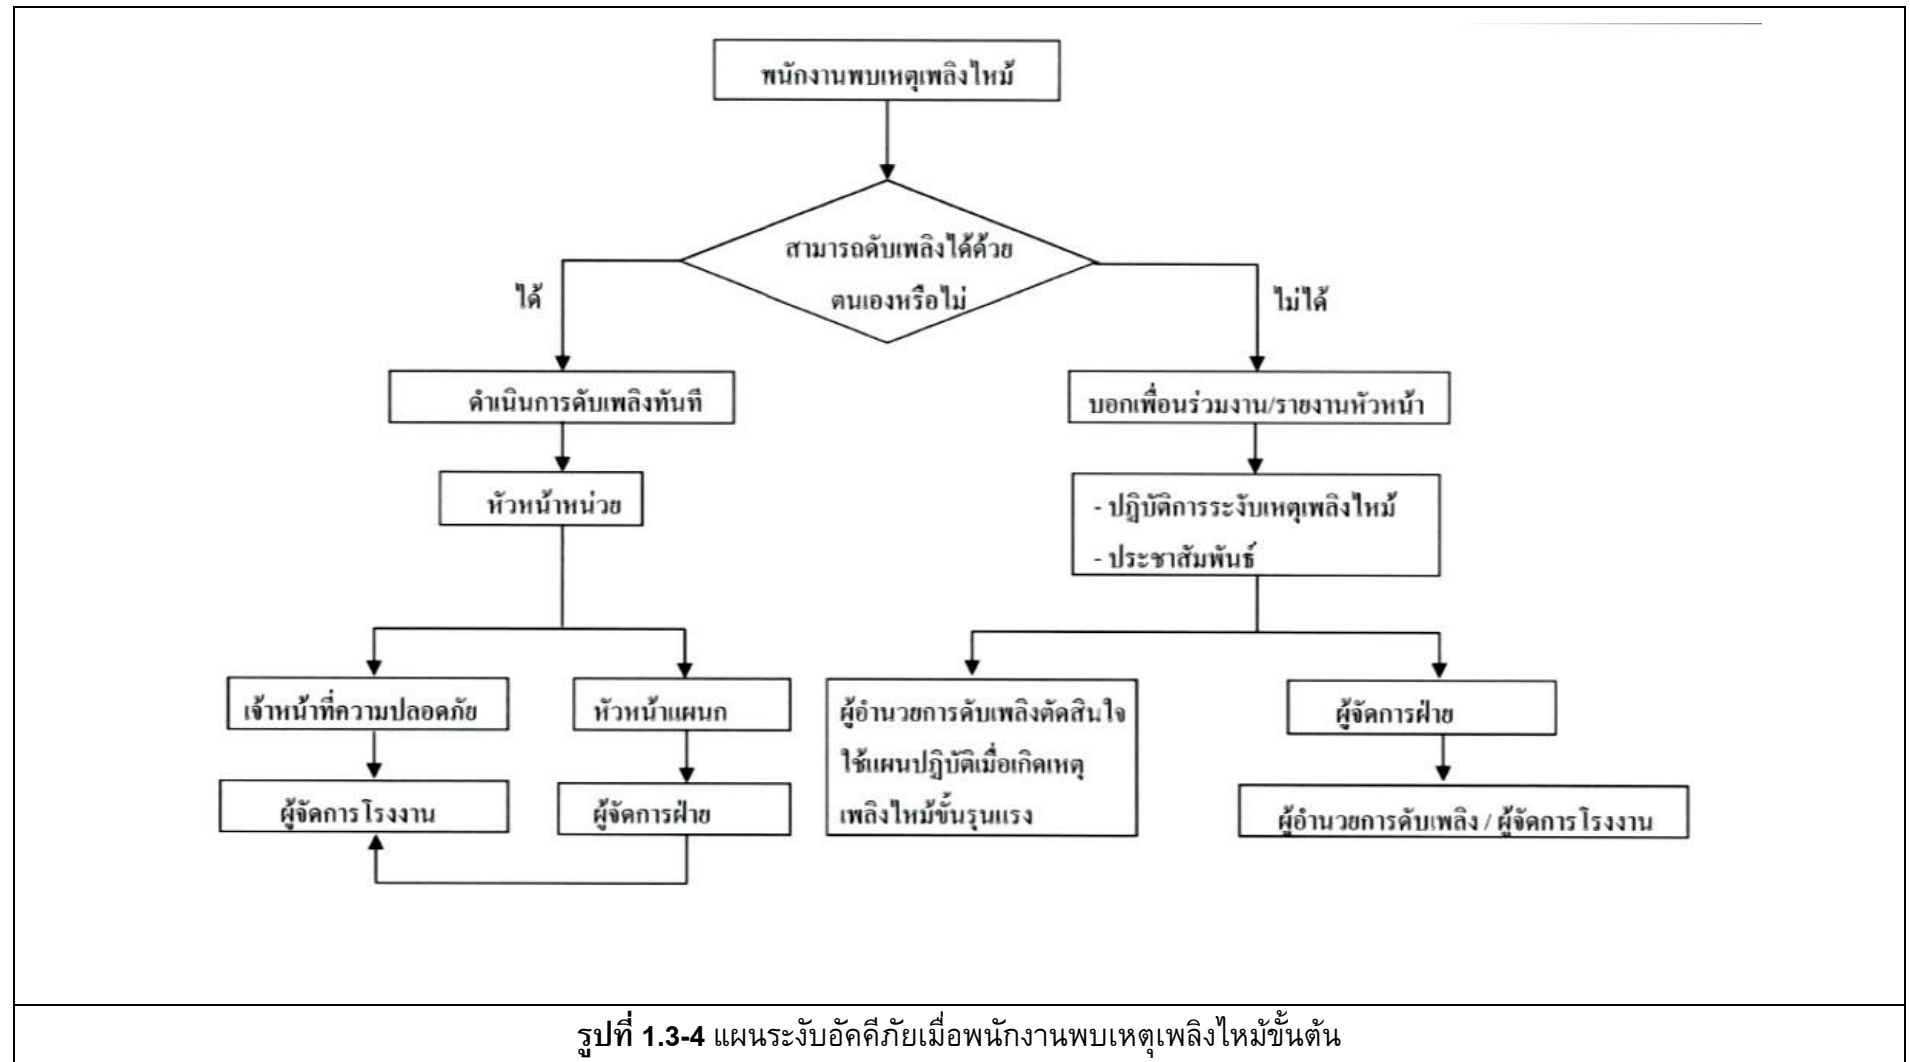 พนักงานพบเหตุเพลิงไหม้
สามารถดับเพลิงได้ด้วย
ตนเองหรือไม่
ได้
ไม่ได้
ดำเนินการดับเพลิงทันที
บอกเพื่อนร่วมงาน/รายงานหัวหน้า
หัวหน้าหน่วย
- ปฏิบัติการระงับเหตุเพลิงไหม้
- ประชาสัมพันธ์
เจ้าหน้าที่ความปลอดภัย
หัวหน้าแผนก
ผู้อำนวยการดับเพลิงตัดสินใจ
ใช้แผนปฏิบัติเมื่อเกิดเหตุ
เพลิงไหม้ขั้นรุนแรง
ผู้จัดการฝ่าย
ผู้จัดการโรงงาน
ผู้จัดการฝ่าย
ผู้อำนวยการดับเพลิง / ผู้จัดการโรงงาน
รูปที่ 1.3-4 แผนระงับอัคคีภัยเมื่อพนักงานพบเหตุเพลิงไหม้ขั้นต้น